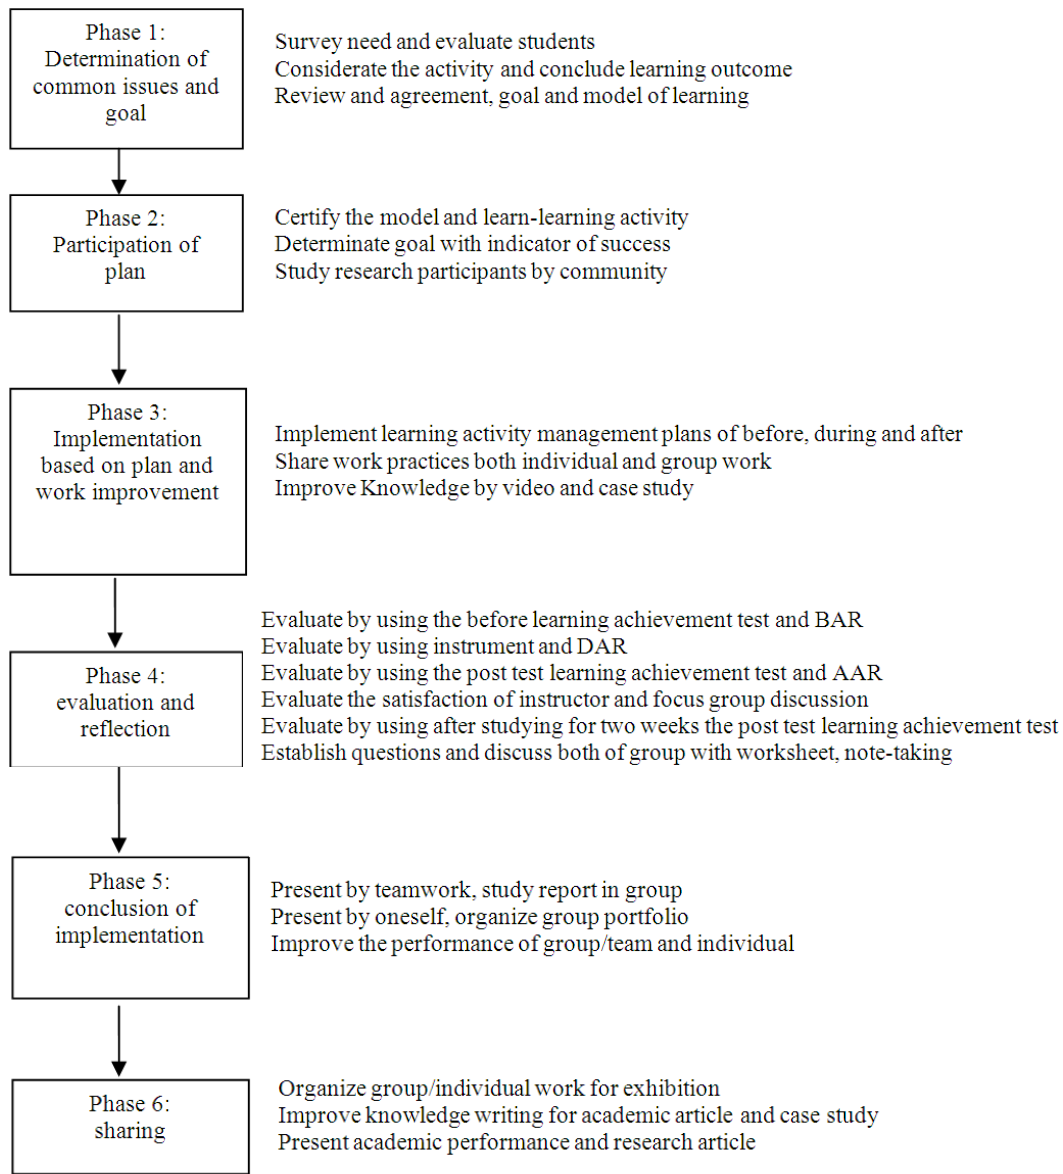 Phase 1:
Determination of
common issues and
goal
Survey need and evaluate students
Considerate the activity and conclude learning outcome
Review and agreement, goal and model of learning
Phase 2:
Participation of
plan
Certify the model and learn-learning activity
Determinate goal with indicator of success
Study research participants by community
Phase 3:
Implementation
based on plan and
work improvement
Implement learning activity management plans of before, during and after
Share work practices both individual and group work
Improve Knowledge by video and case study
Phase 4:
evaluation and
reflection
Evaluate by using the before learning achievement test and BAR
Evaluate by using instrument and DAR
Evaluate by using the post test learning achievement test and AAR
Evaluate the satisfaction of instructor and focus group discussion
Evaluate by using after studying for two weeks the post test learning achievement test
Establish questions and discuss both of group with worksheet, note-taking
Phase 5:
conclusion of
implementation
Present by teamwork, study report in group
Present by oneself, organize group portfolio
Improve the performance of group/team and individual
Phase 6:
sharing
Organize group/individual work for exhibition
Improve knowledge writing for academic article and case study
Present academic performance and research article